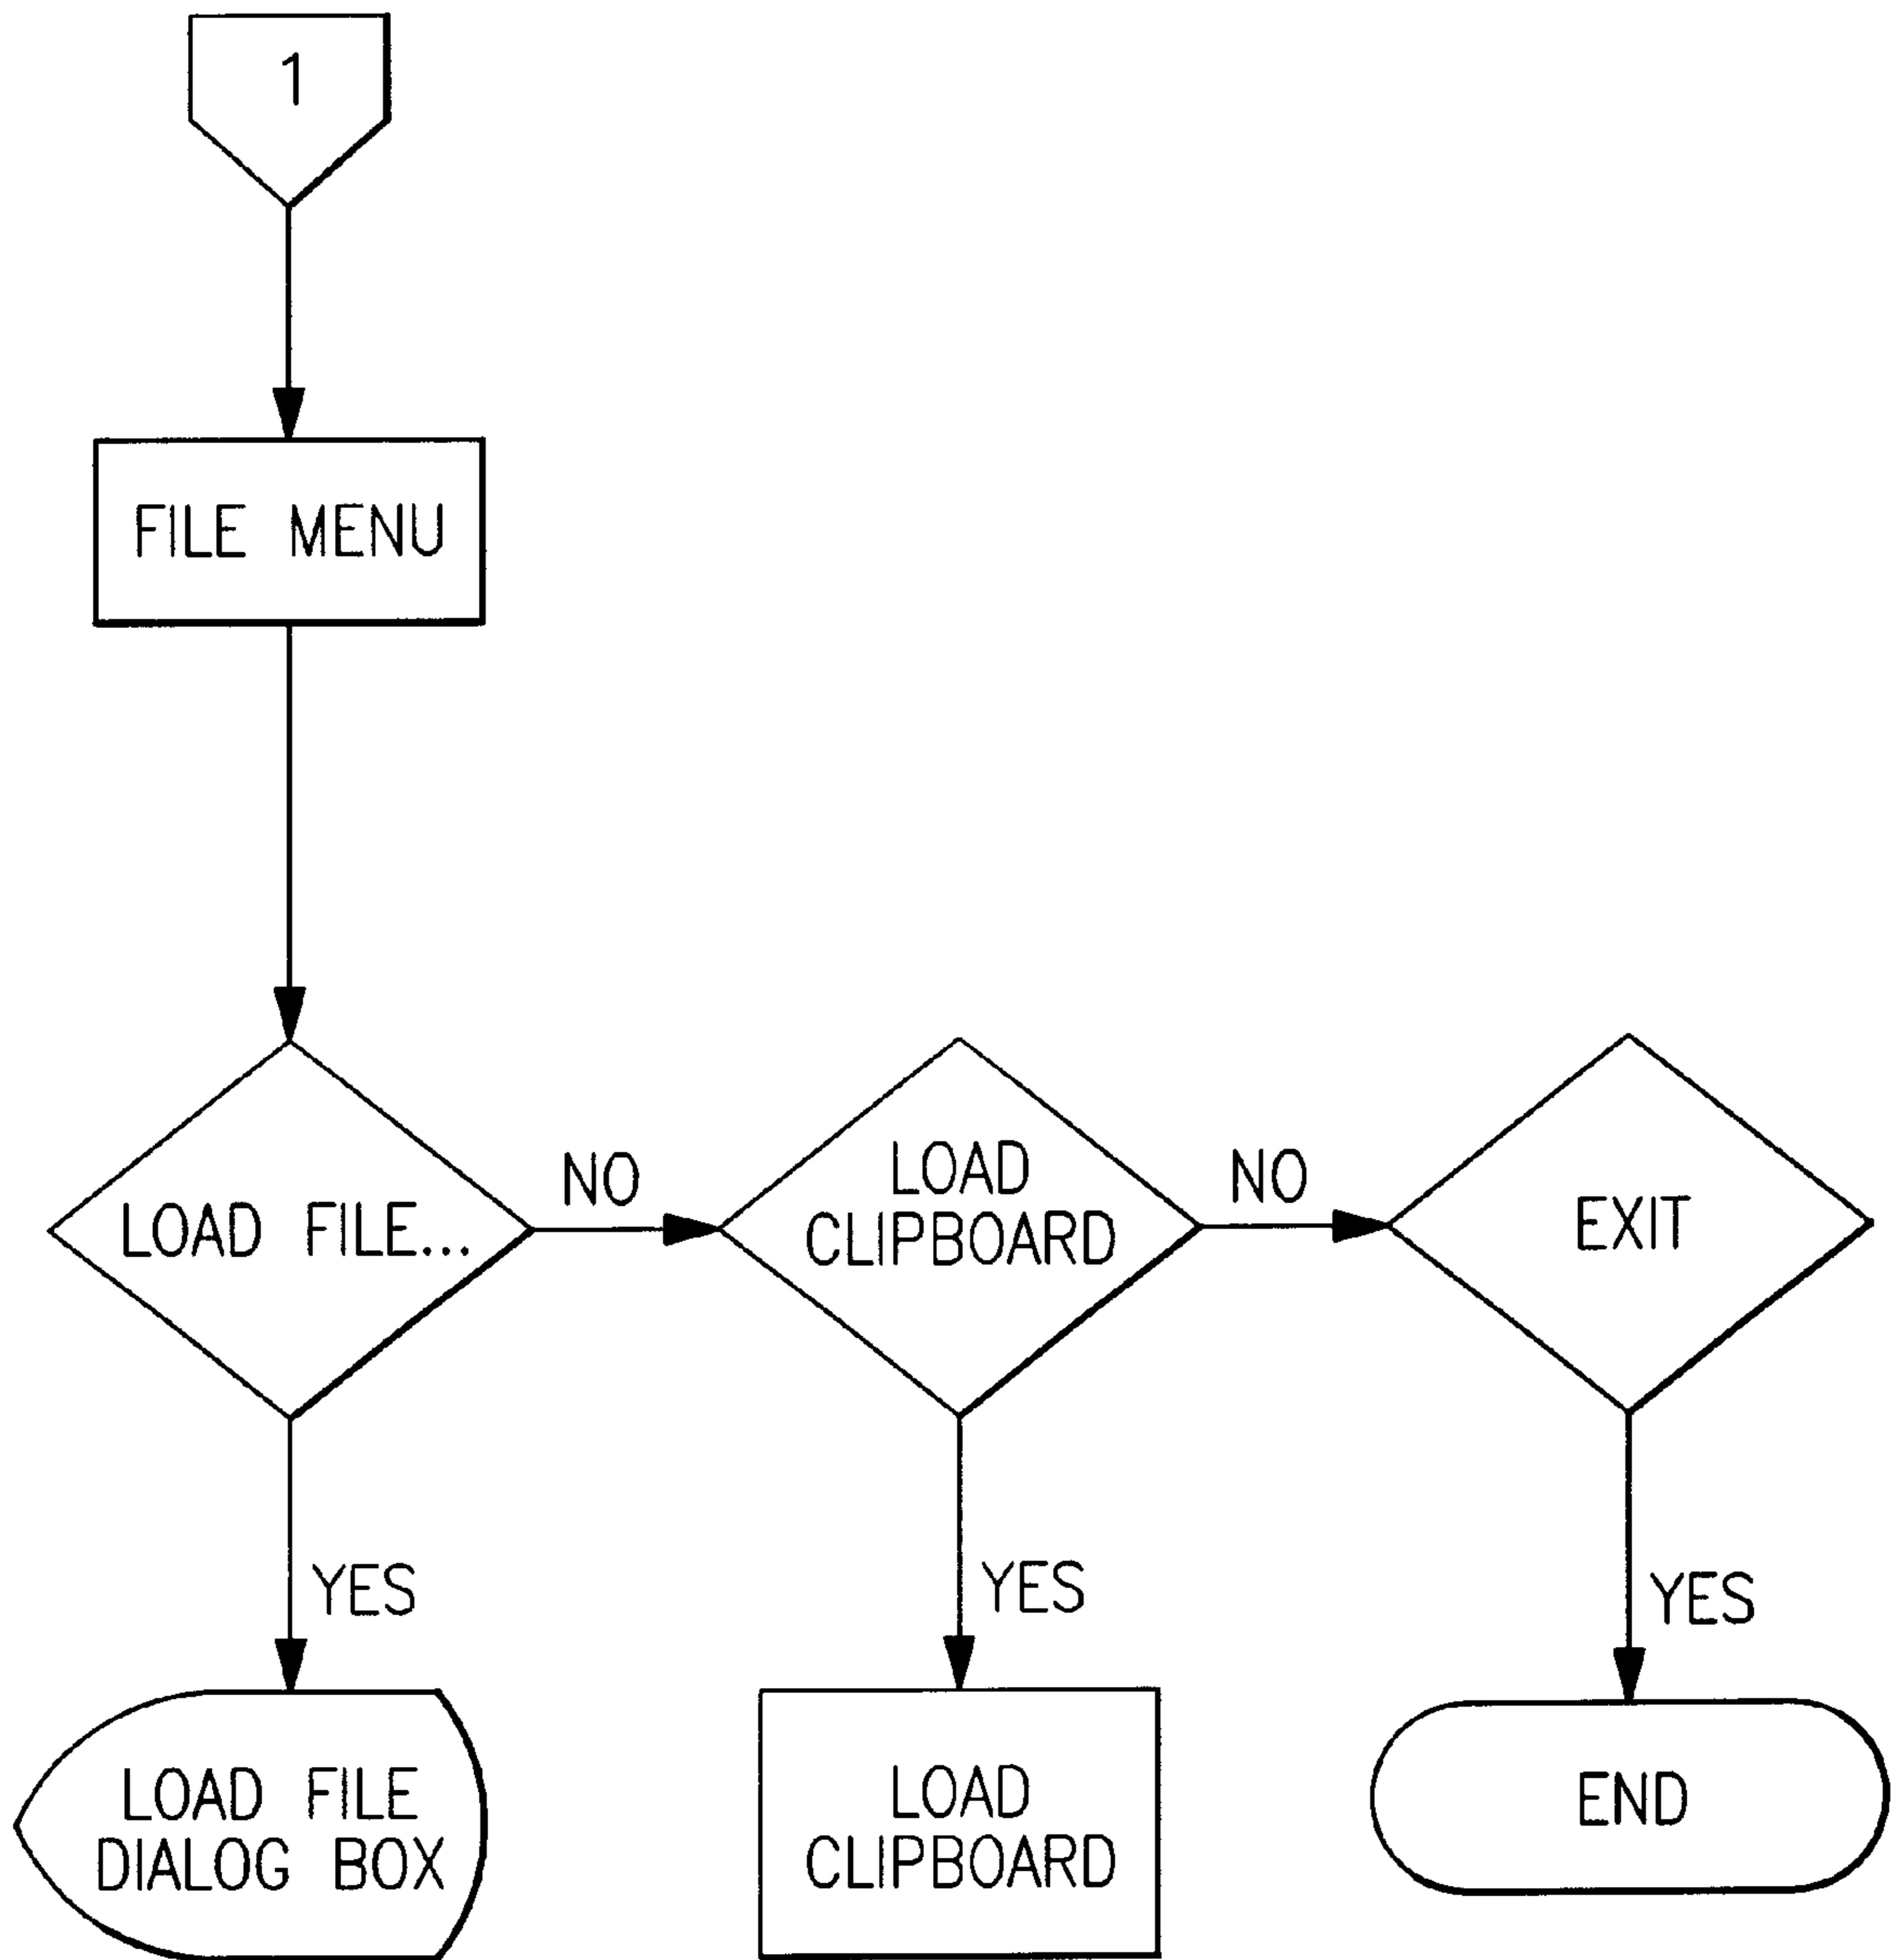 1
FILE MENU
LOAD FILE...
NO
LOAD
CLIPBOARD
NO
EXIT
YES
YES
YES
LOAD FILE
DIALOG BOX
LOAD
CLIPBOARD
END